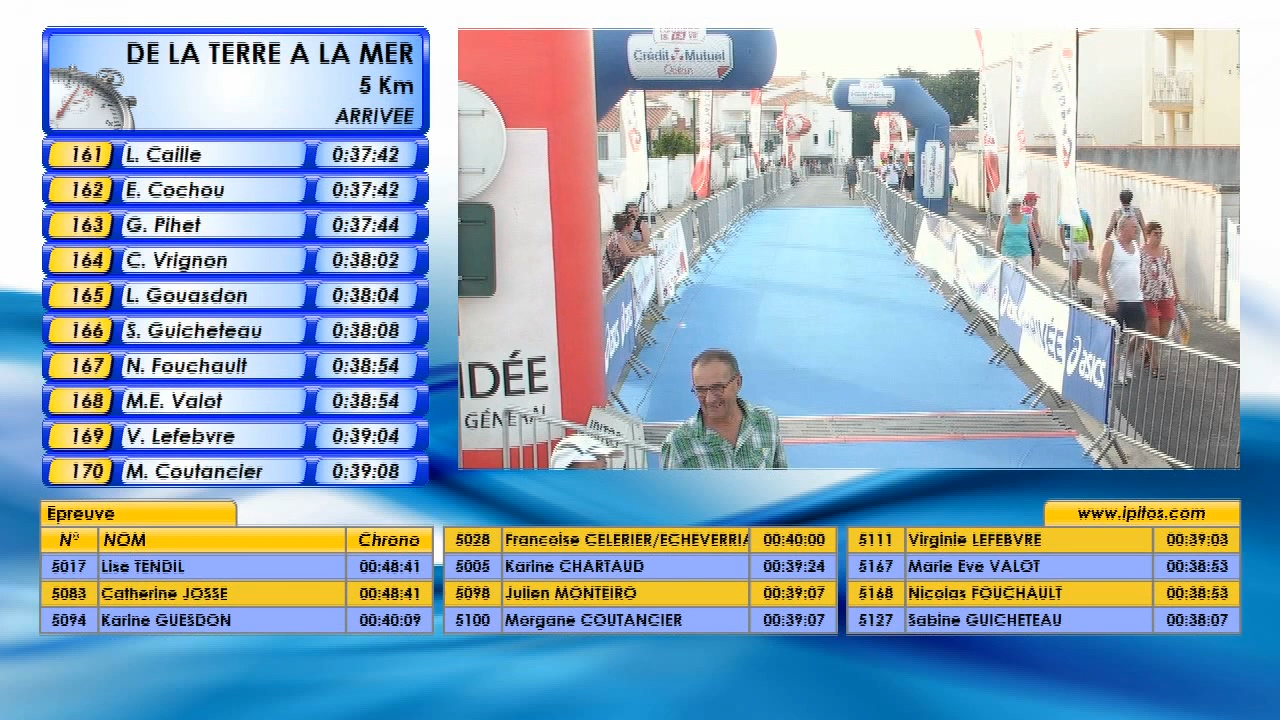 DE LA TERRE A LA MER
5 Km
ARRIVEE
161 L. Caille 0:37:42
162 E. Cochou 0:37:42
163 G. Pihet 0:37:44
164 C. Vrignon 0:38:02
165 L. Gouasdon 0:38:04
166 S. Guicheteau 0:38:08
167 N. Fouchault 0:38:54
168 M.E. Valot 0:38:54
169 V. Lefebvre 0:39:04
170 M. Coutancier 0:39:08
Crédit Mutuel
Océan
IDÉE
GÉNÉRAL
asics
Epreuve
www.ipitos.com
N° NOM Chrono
5017 Lise TENDIL 00:48:41
5083 Catherine JOSSE 00:48:41
5094 Karine GUESDON 00:40:09
5028 Francoise CELERIER/ECHEVERRIA 00:40:00
5005 Karine CHARTAUD 00:39:24
5098 Julien MONTEIRO 00:39:07
5100 Morgane COUTANCIER 00:39:07
5111 Virginie LEFEBVRE 00:39:03
5167 Marie Eve VALOT 00:38:53
5168 Nicolas FOUCHAULT 00:38:53
5127 Sabine GUICHETEAU 00:38:07